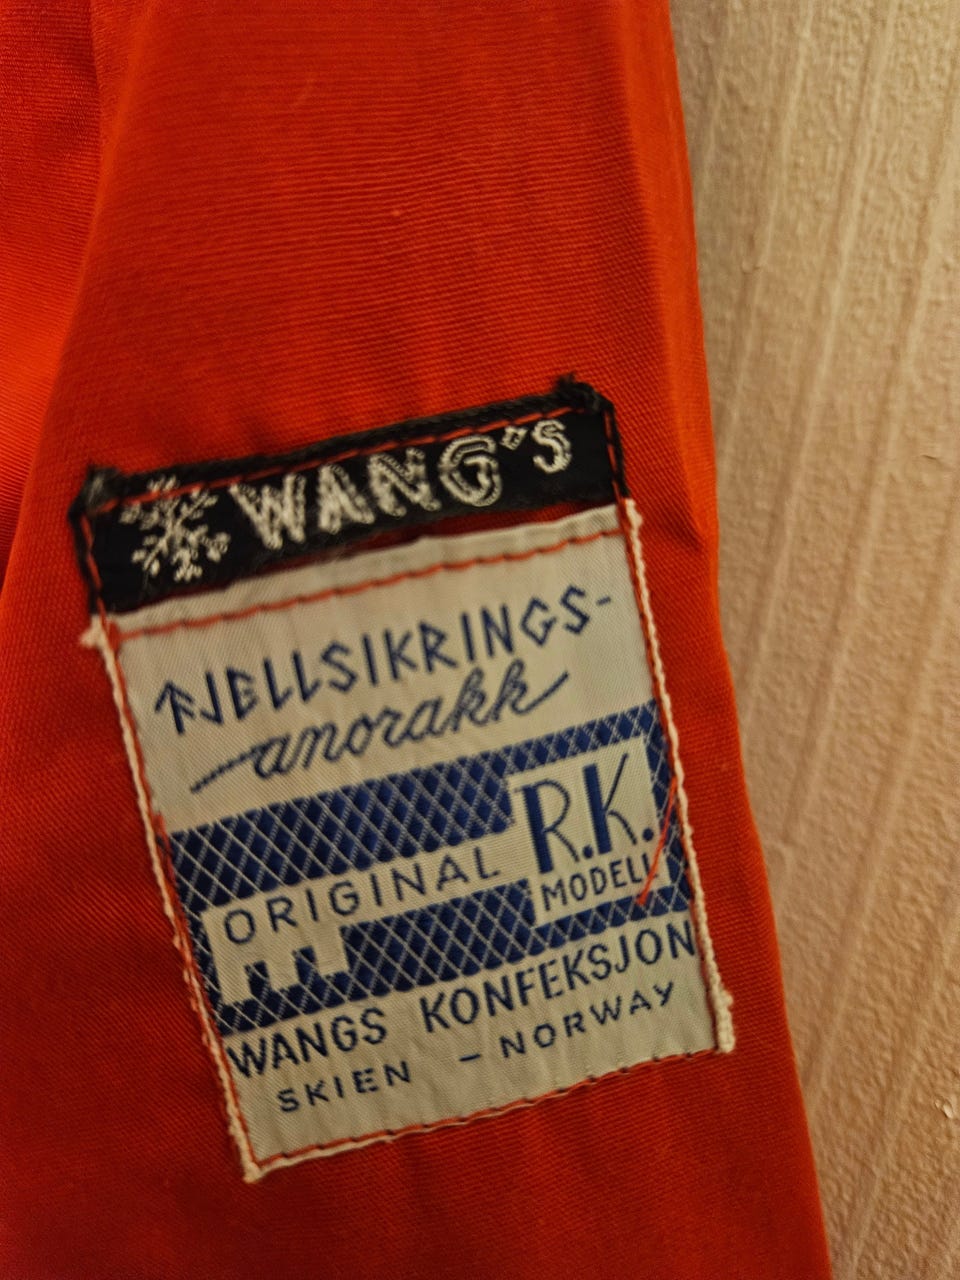 WANG'S
FJELLSIKRINGS-
anorakk
R.K.
MODELL
ORIGINAL
WANGS KONFEKSJON
SKIEN - NORWAY